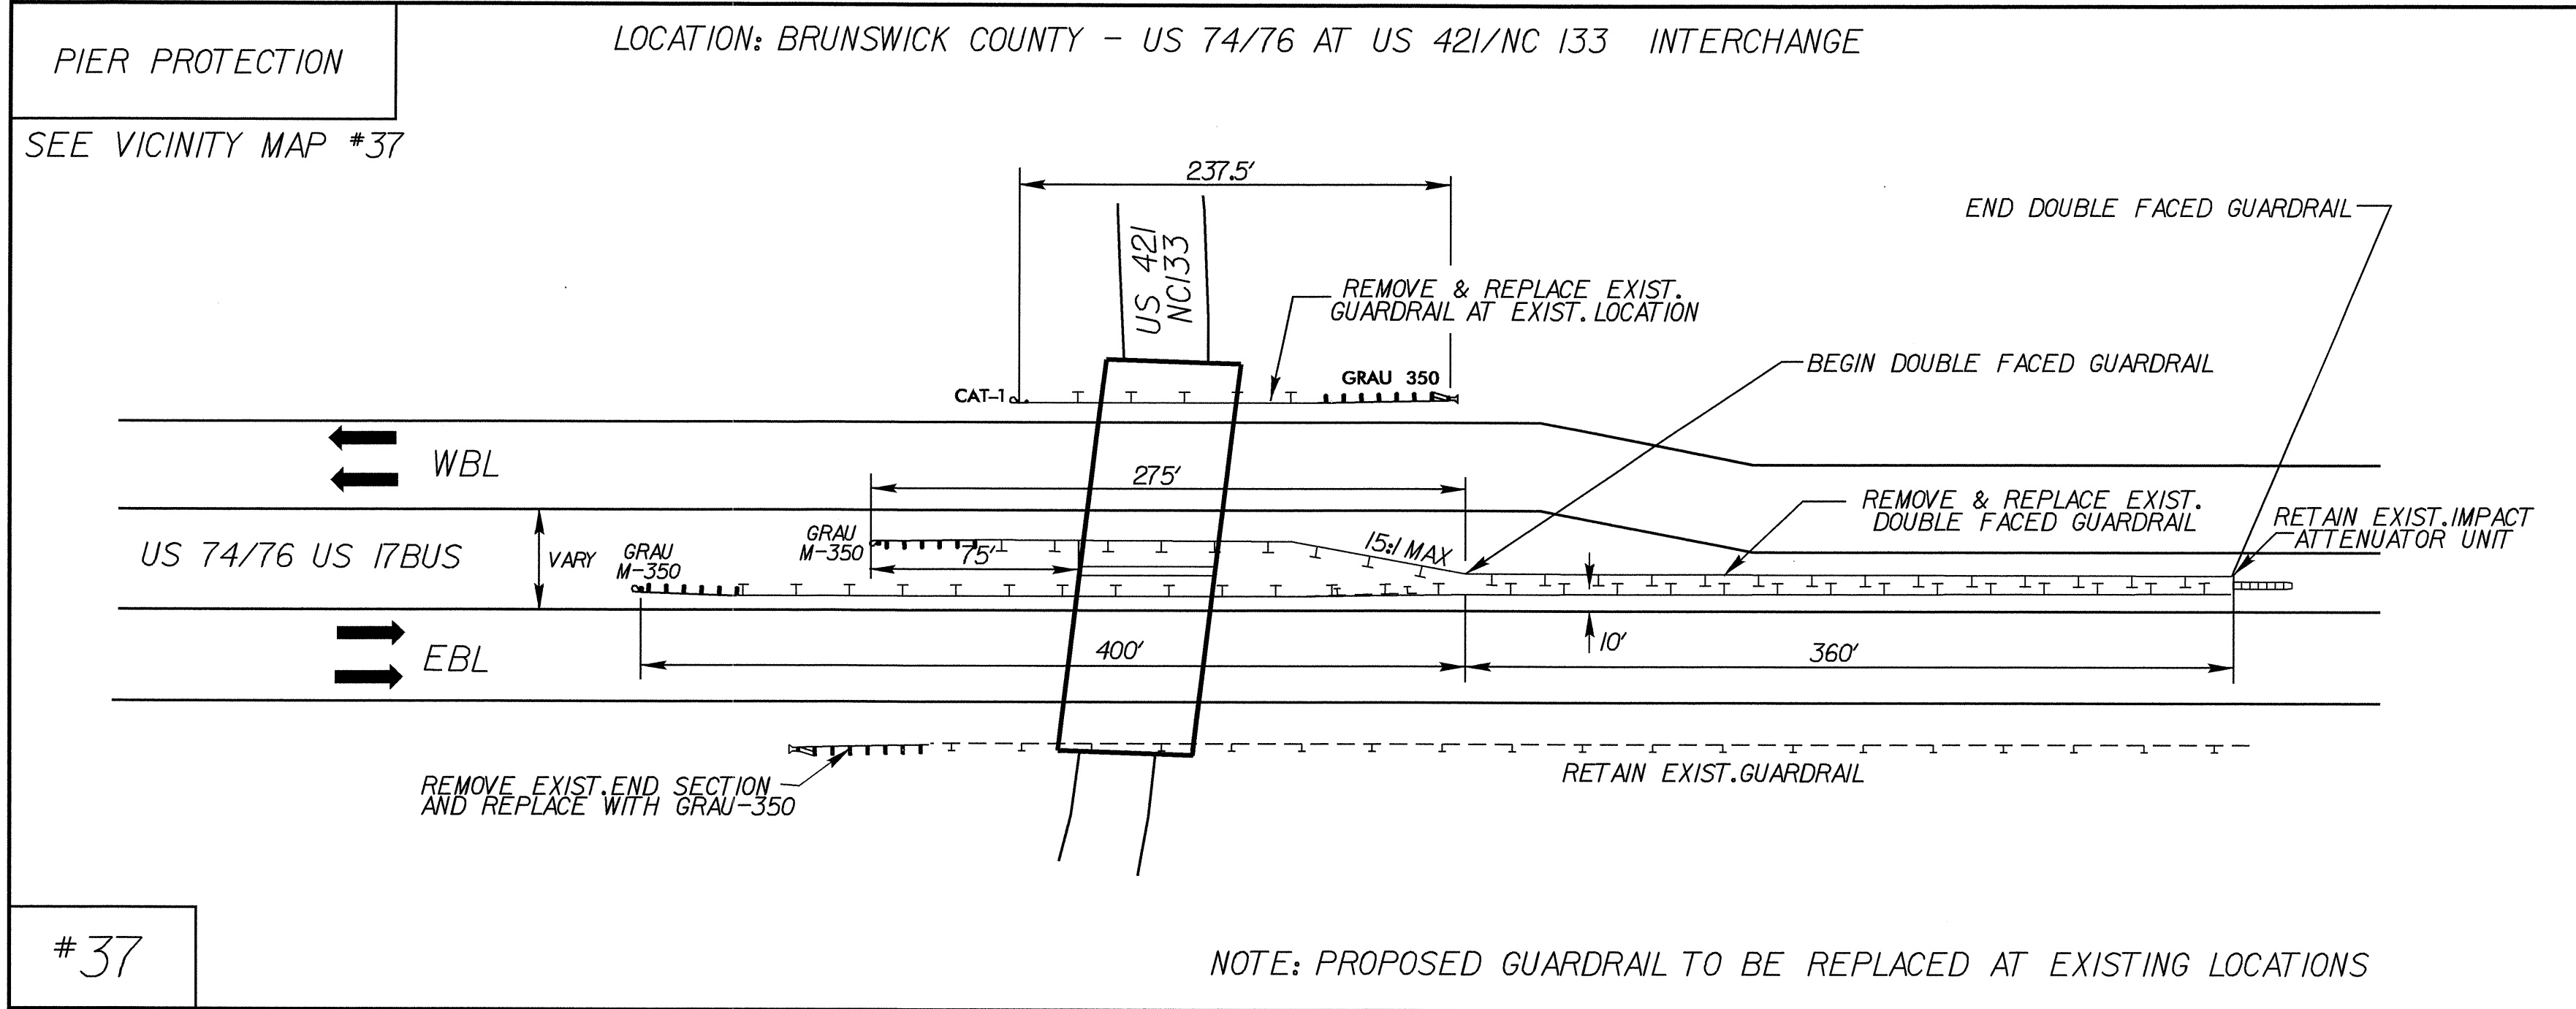 PIER PROTECTION
LOCATION: BRUNSWICK COUNTY - US 74/76 AT US 421/NC 133 INTERCHANGE
SEE VICINITY MAP #37
237.5'
END DOUBLE FACED GUARDRAIL
US 421
NC133
REMOVE & REPLACE EXIST.
GUARDRAIL AT EXIST. LOCATION
BEGIN DOUBLE FACED GUARDRAIL
CAT-1
GRAU 350
WBL
275'
REMOVE & REPLACE EXIST.
DOUBLE FACED GUARDRAIL
RETAIN EXIST. IMPACT
ATTENUATOR UNIT
US 74/76 US 17BUS
VARY
GRAU
M-350
GRAU
M-350
75'
15:1 MAX
EBL
400'
10'
360'
REMOVE EXIST. END SECTION
AND REPLACE WITH GRAU-350
RETAIN EXIST. GUARDRAIL
#37
NOTE: PROPOSED GUARDRAIL TO BE REPLACED AT EXISTING LOCATIONS